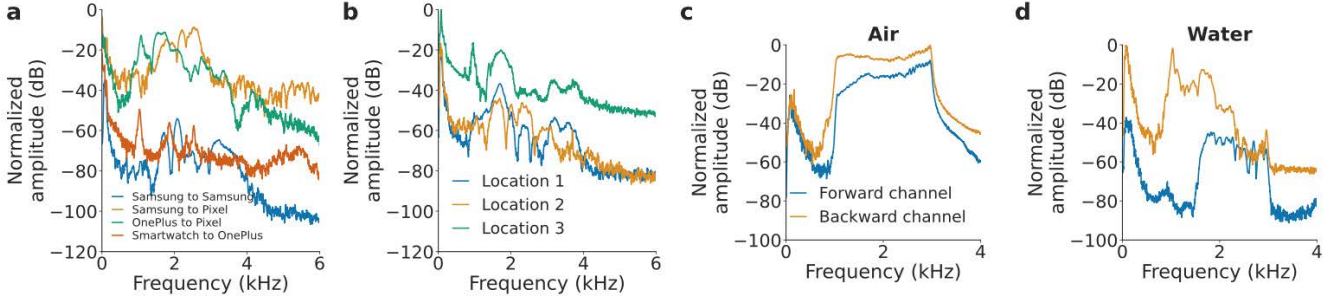 a
Normalized
amplitude (dB)
0
−20
−40
−60
−80
−100
−120
Samsung to Samsung
Samsung to Pixel
OnePlus to Pixel
Smartwatch to OnePlus
0
2
4
6
Frequency (kHz)
b
Normalized
amplitude (dB)
0
−20
−40
−60
−80
−100
−120
Location 1
Location 2
Location 3
0
2
4
6
Frequency (kHz)
c
Air
Normalized
amplitude (dB)
0
−20
−40
−60
−80
−100
Forward channel
Backward channel
0
2
4
Frequency (kHz)
d
Water
Normalized
amplitude (dB)
0
−20
−40
−60
−80
−100
0
2
4
Frequency (kHz)